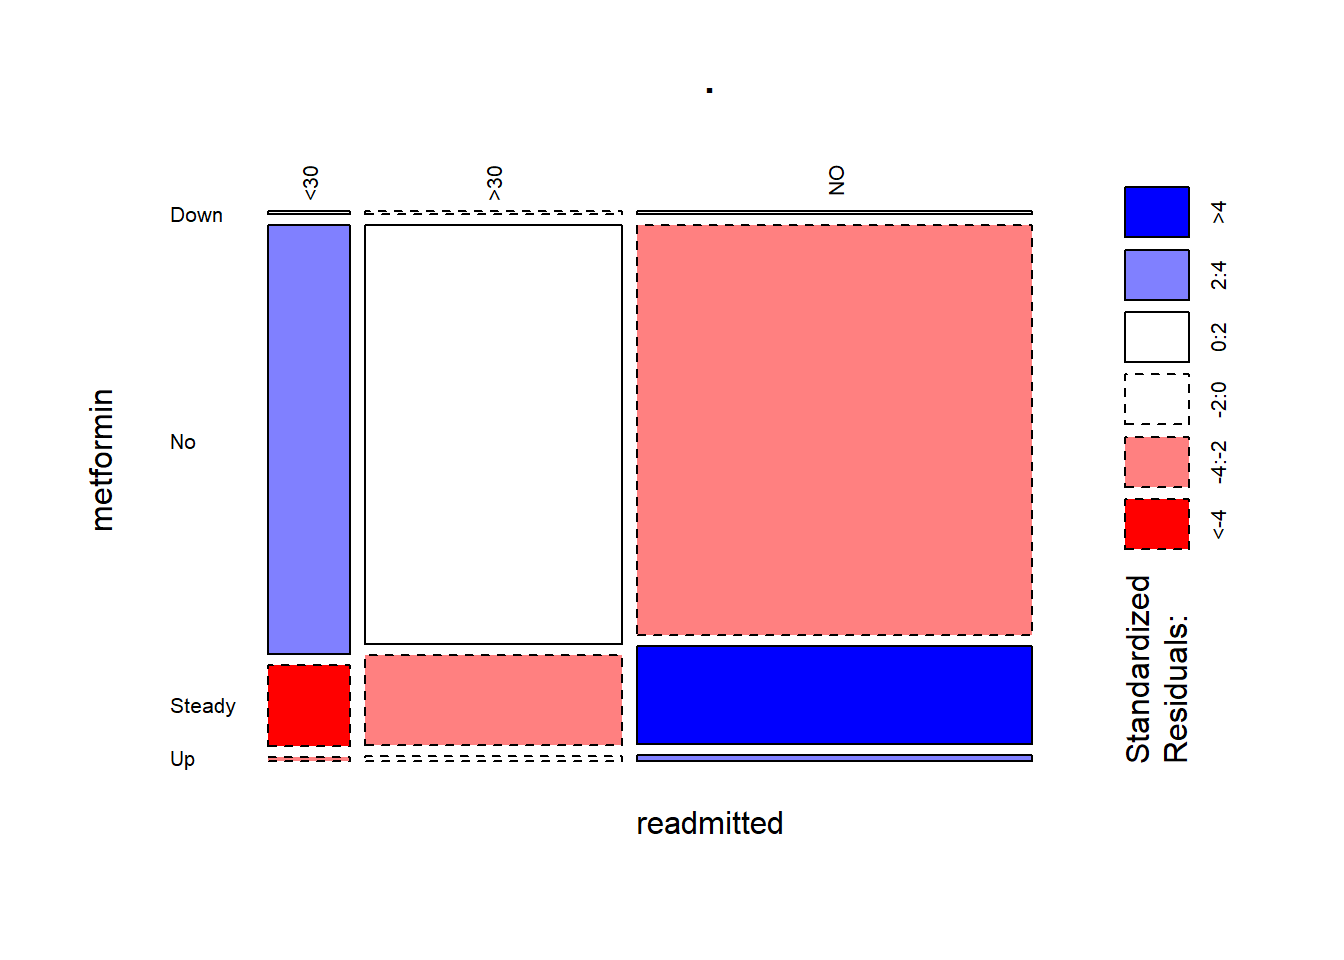 .
<30
>30
NO
Down
No
Steady
Up
metformin
readmitted
>4
2:4
0:2
-2:0
-4:-2
<-4
Standardized
Residuals: